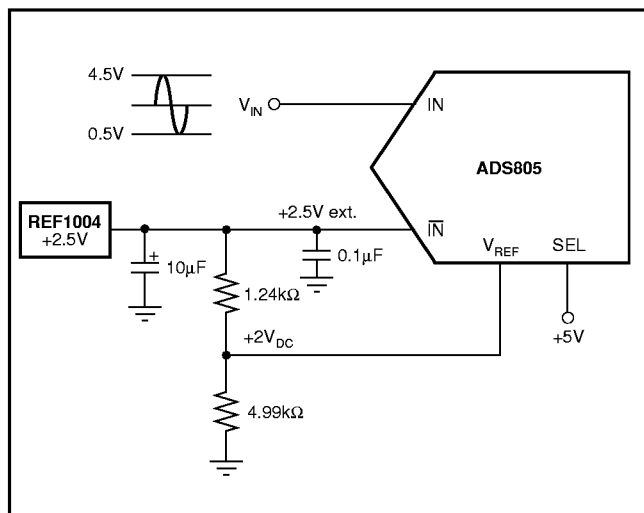 4.5V
0.5V
V_IN
IN
ADS805
REF1004
+2.5V
+2.5V ext.
I̅N̅
10µF
0.1µF
V_REF
SEL
1.24kΩ
+2V_DC
+5V
4.99kΩ